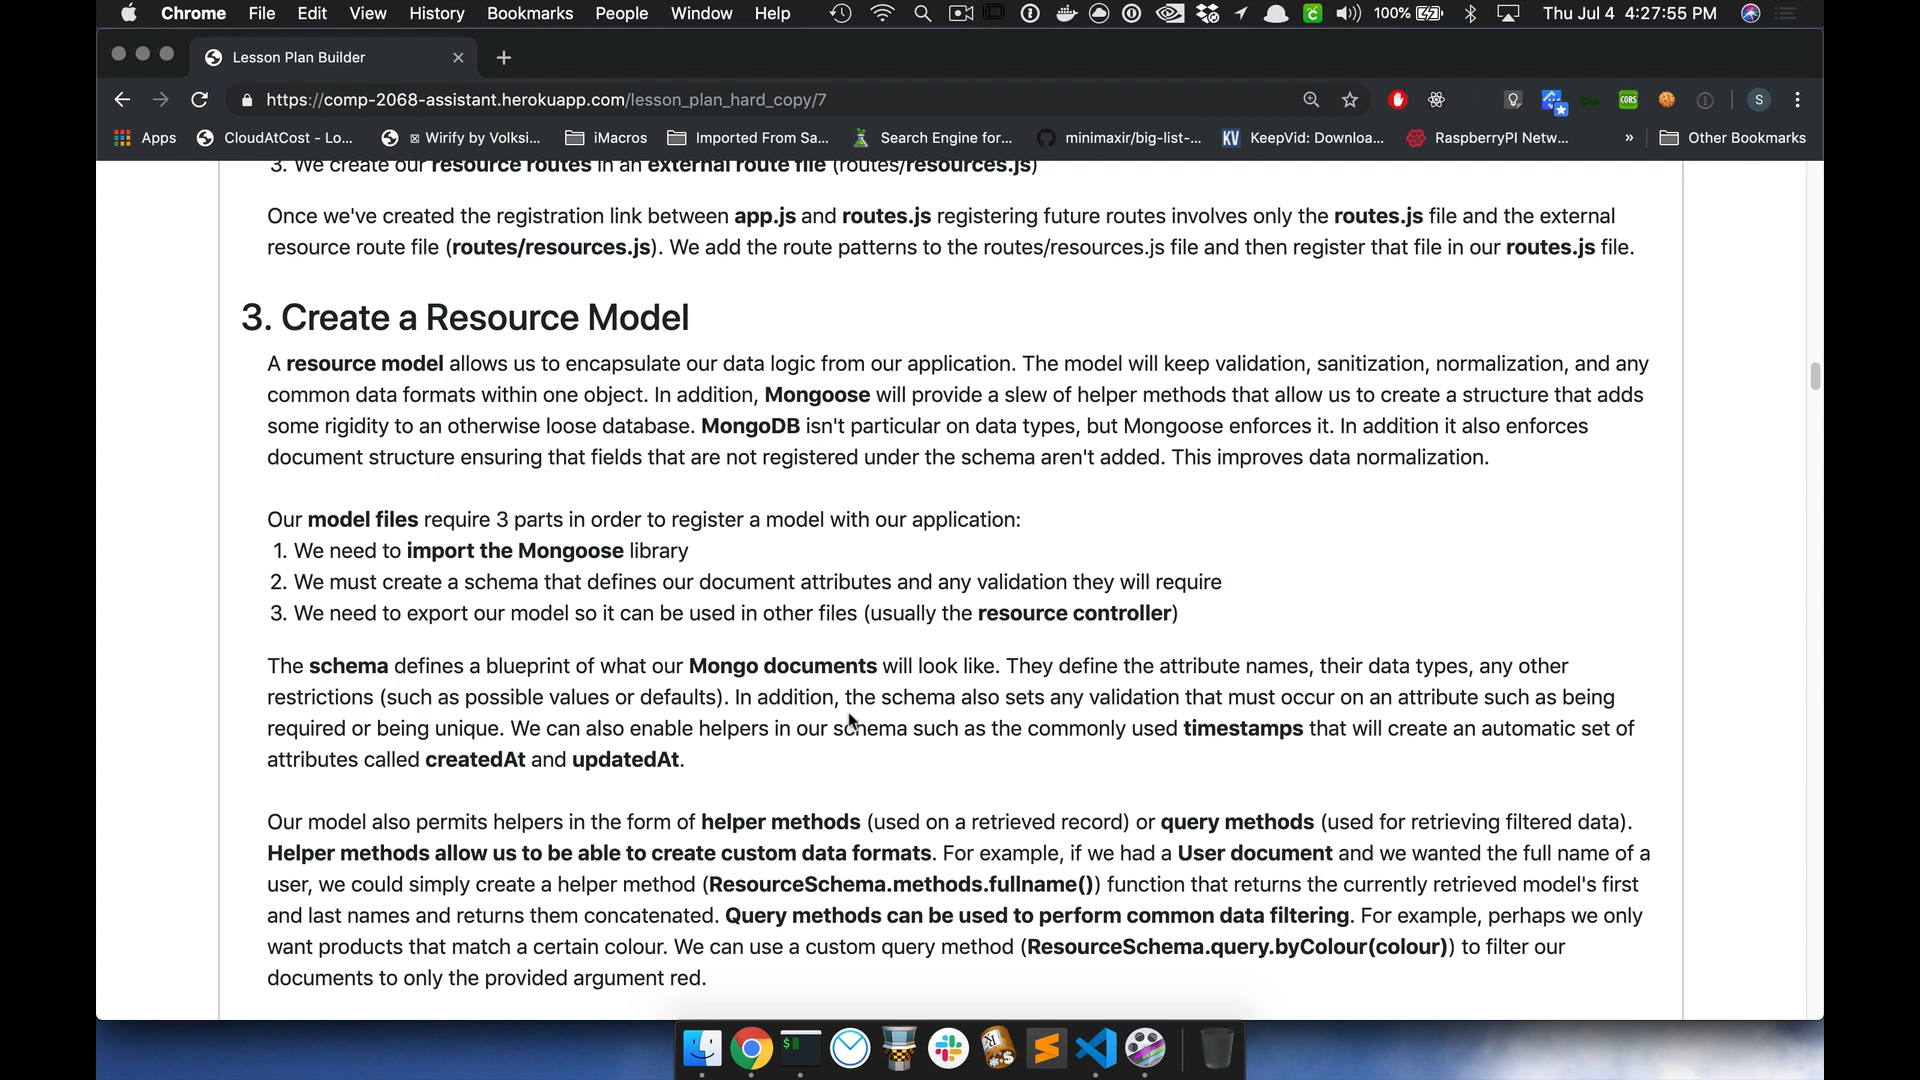 Chrome File Edit View History Bookmarks People Window Help 100% Thu Jul 4 4:27:55 PM
Lesson Plan Builder
https://comp-2068-assistant.herokuapp.com/lesson_plan_hard_copy/7
CORS
S
Apps CloudAtCost - Lo... Wirify by Volksi... iMacros Imported From Sa... Search Engine for... minimaxir/big-list-... KV KeepVid: Downloa... RaspberryPI Netw... » Other Bookmarks
3. We create our resource routes in an external route file (routes/resources.js)
Once we've created the registration link between app.js and routes.js registering future routes involves only the routes.js file and the external
resource route file (routes/resources.js). We add the route patterns to the routes/resources.js file and then register that file in our routes.js file.
3. Create a Resource Model
A resource model allows us to encapsulate our data logic from our application. The model will keep validation, sanitization, normalization, and any
common data formats within one object. In addition, Mongoose will provide a slew of helper methods that allow us to create a structure that adds
some rigidity to an otherwise loose database. MongoDB isn't particular on data types, but Mongoose enforces it. In addition it also enforces
document structure ensuring that fields that are not registered under the schema aren't added. This improves data normalization.
Our model files require 3 parts in order to register a model with our application:
1. We need to import the Mongoose library
2. We must create a schema that defines our document attributes and any validation they will require
3. We need to export our model so it can be used in other files (usually the resource controller)
The schema defines a blueprint of what our Mongo documents will look like. They define the attribute names, their data types, any other
restrictions (such as possible values or defaults). In addition, the schema also sets any validation that must occur on an attribute such as being
required or being unique. We can also enable helpers in our schema such as the commonly used timestamps that will create an automatic set of
attributes called createdAt and updatedAt.
Our model also permits helpers in the form of helper methods (used on a retrieved record) or query methods (used for retrieving filtered data).
Helper methods allow us to be able to create custom data formats. For example, if we had a User document and we wanted the full name of a
user, we could simply create a helper method (ResourceSchema.methods.fullname()) function that returns the currently retrieved model's first
and last names and returns them concatenated. Query methods can be used to perform common data filtering. For example, perhaps we only
want products that match a certain colour. We can use a custom query method (ResourceSchema.query.byColour(colour)) to filter our
documents to only the provided argument red.